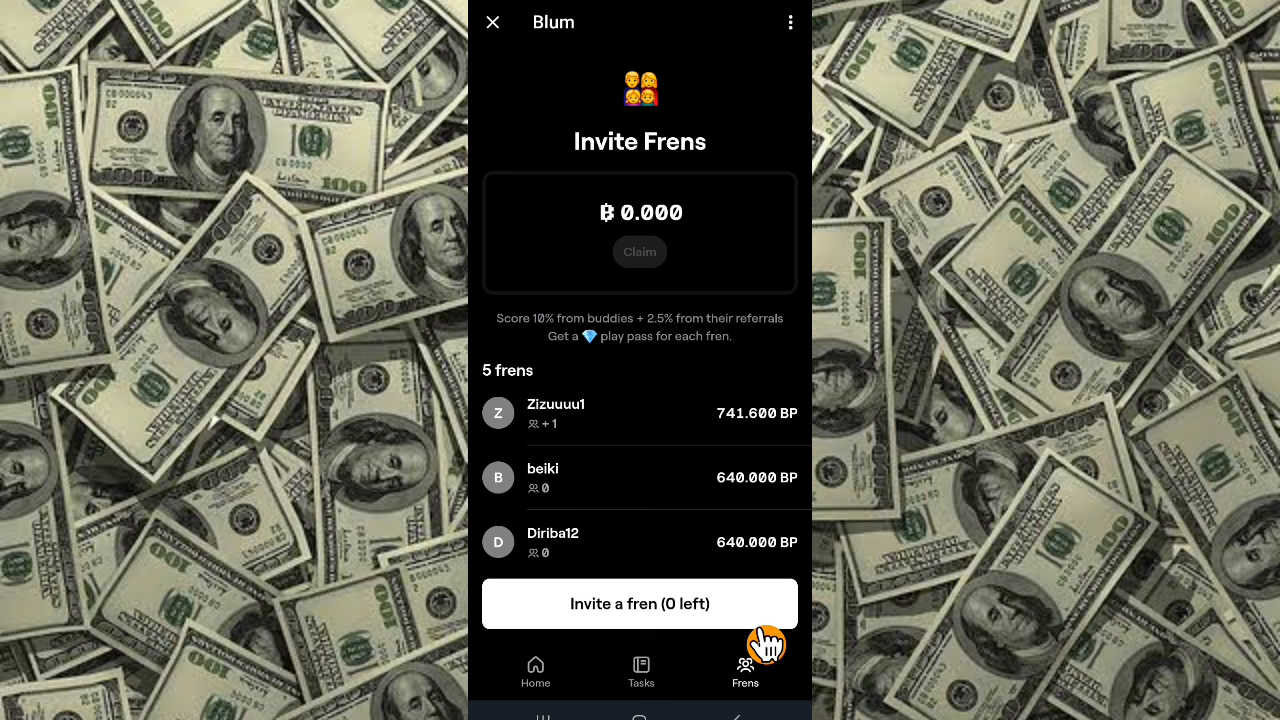 Blum
Invite Frens
฿ 0.000
Claim
Score 10% from buddies + 2.5% from their referrals
Get a 💎 play pass for each fren.
5 frens
Z
Zizuuuu1
+ 1
741.600 BP
B
beiki
0
640.000 BP
D
Diriba12
0
640.000 BP
Invite a fren (0 left)
Home
Tasks
Frens